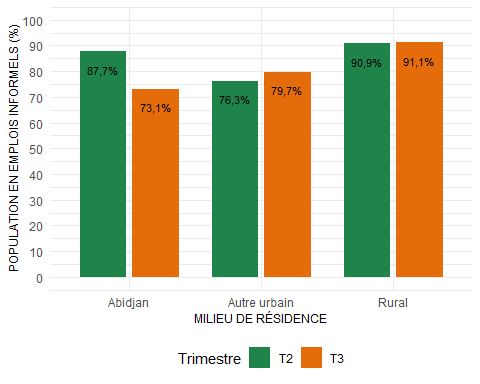 POPULATION EN EMPLOIS INFORMELS (%)
100
90
80
70
60
50
40
30
20
10
0
87,7%
73,1%
76,3%
79,7%
90,9%
91,1%
Abidjan
Autre urbain
Rural
MILIEU DE RÉSIDENCE
Trimestre T2 T3